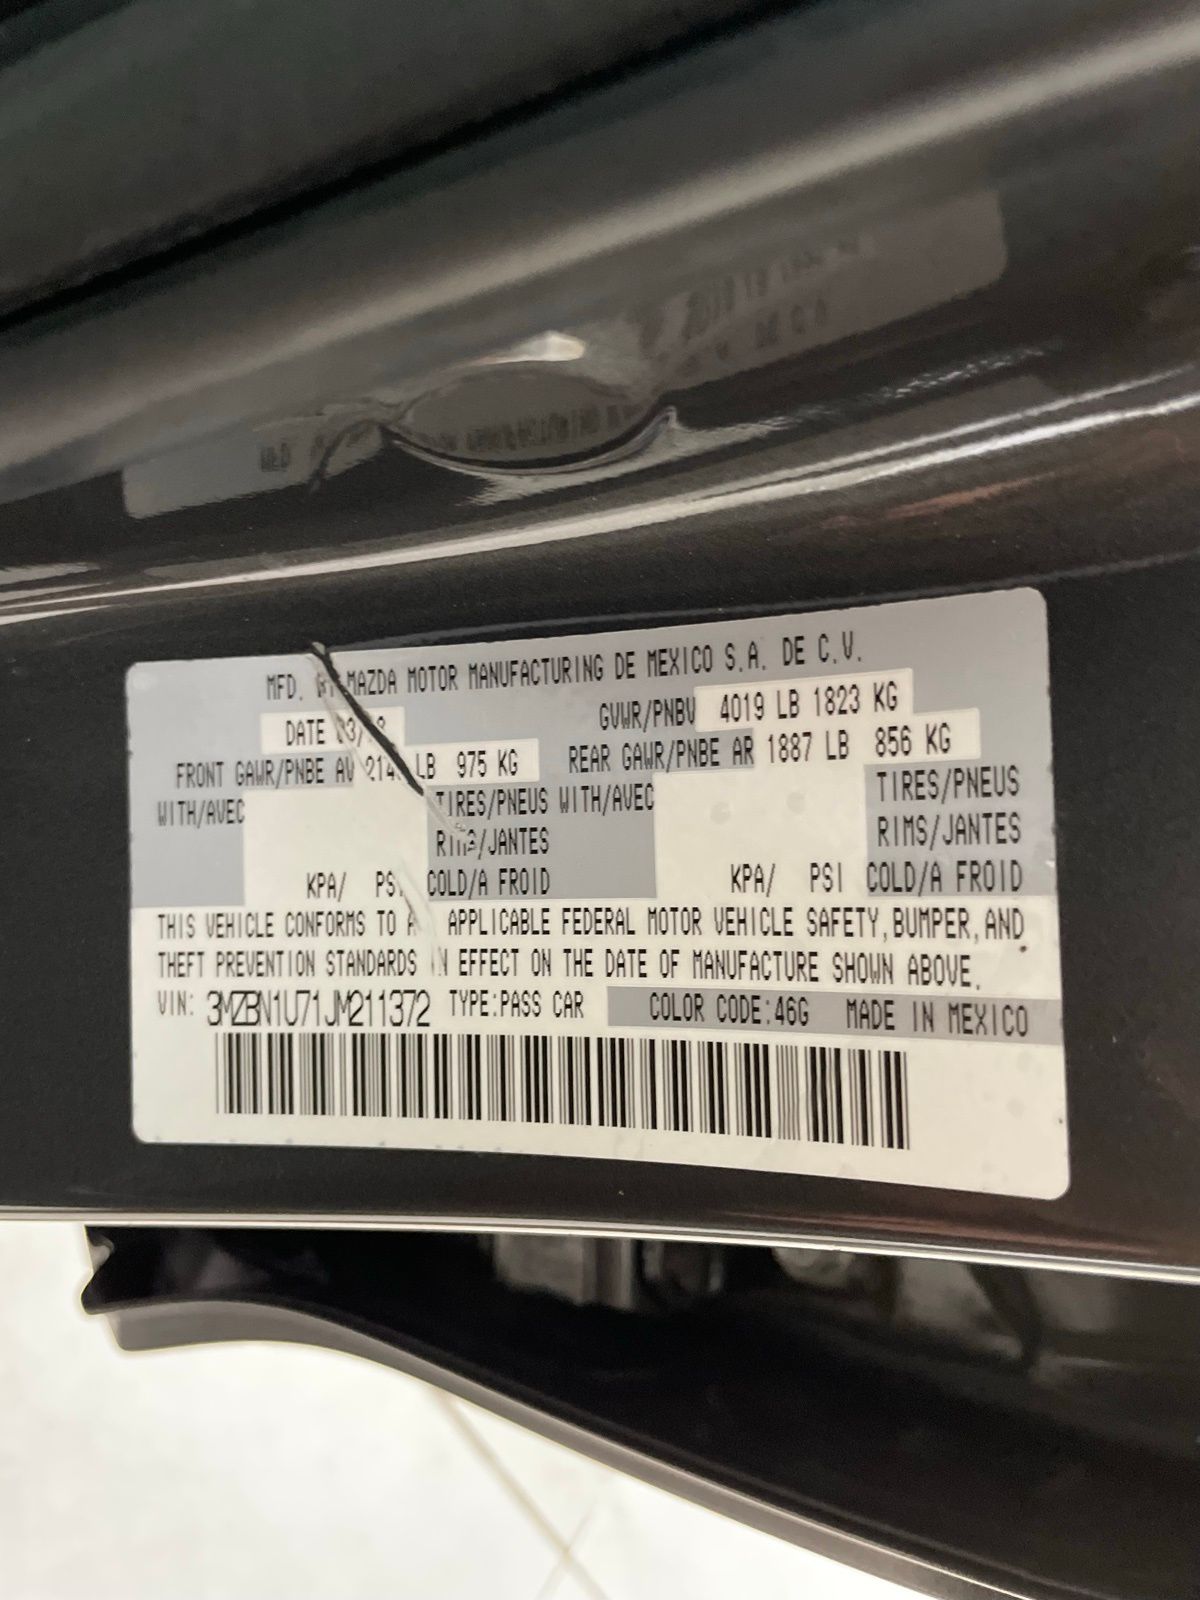 MFD. BY MAZDA MOTOR MANUFACTURING DE MEXICO S.A. DE C.V.
DATE GVWR/PNBV 4019 LB 1823 KG
FRONT GAWR/PNBE AV LB 975 KG REAR GAWR/PNBE AR 1887 LB 856 KG
WITH/AVEC TIRES/PNEUS WITH/AVEC TIRES/PNEUS
RIMS/JANTES RIMS/JANTES
KPA/ PSI COLD/A FROID KPA/ PSI COLD/A FROID
THIS VEHICLE CONFORMS TO ALL APPLICABLE FEDERAL MOTOR VEHICLE SAFETY, BUMPER, AND
THEFT PREVENTION STANDARDS IN EFFECT ON THE DATE OF MANUFACTURE SHOWN ABOVE.
VIN: 3MZBN1U71JM211372 TYPE:PASS CAR COLOR CODE:46G MADE IN MEXICO